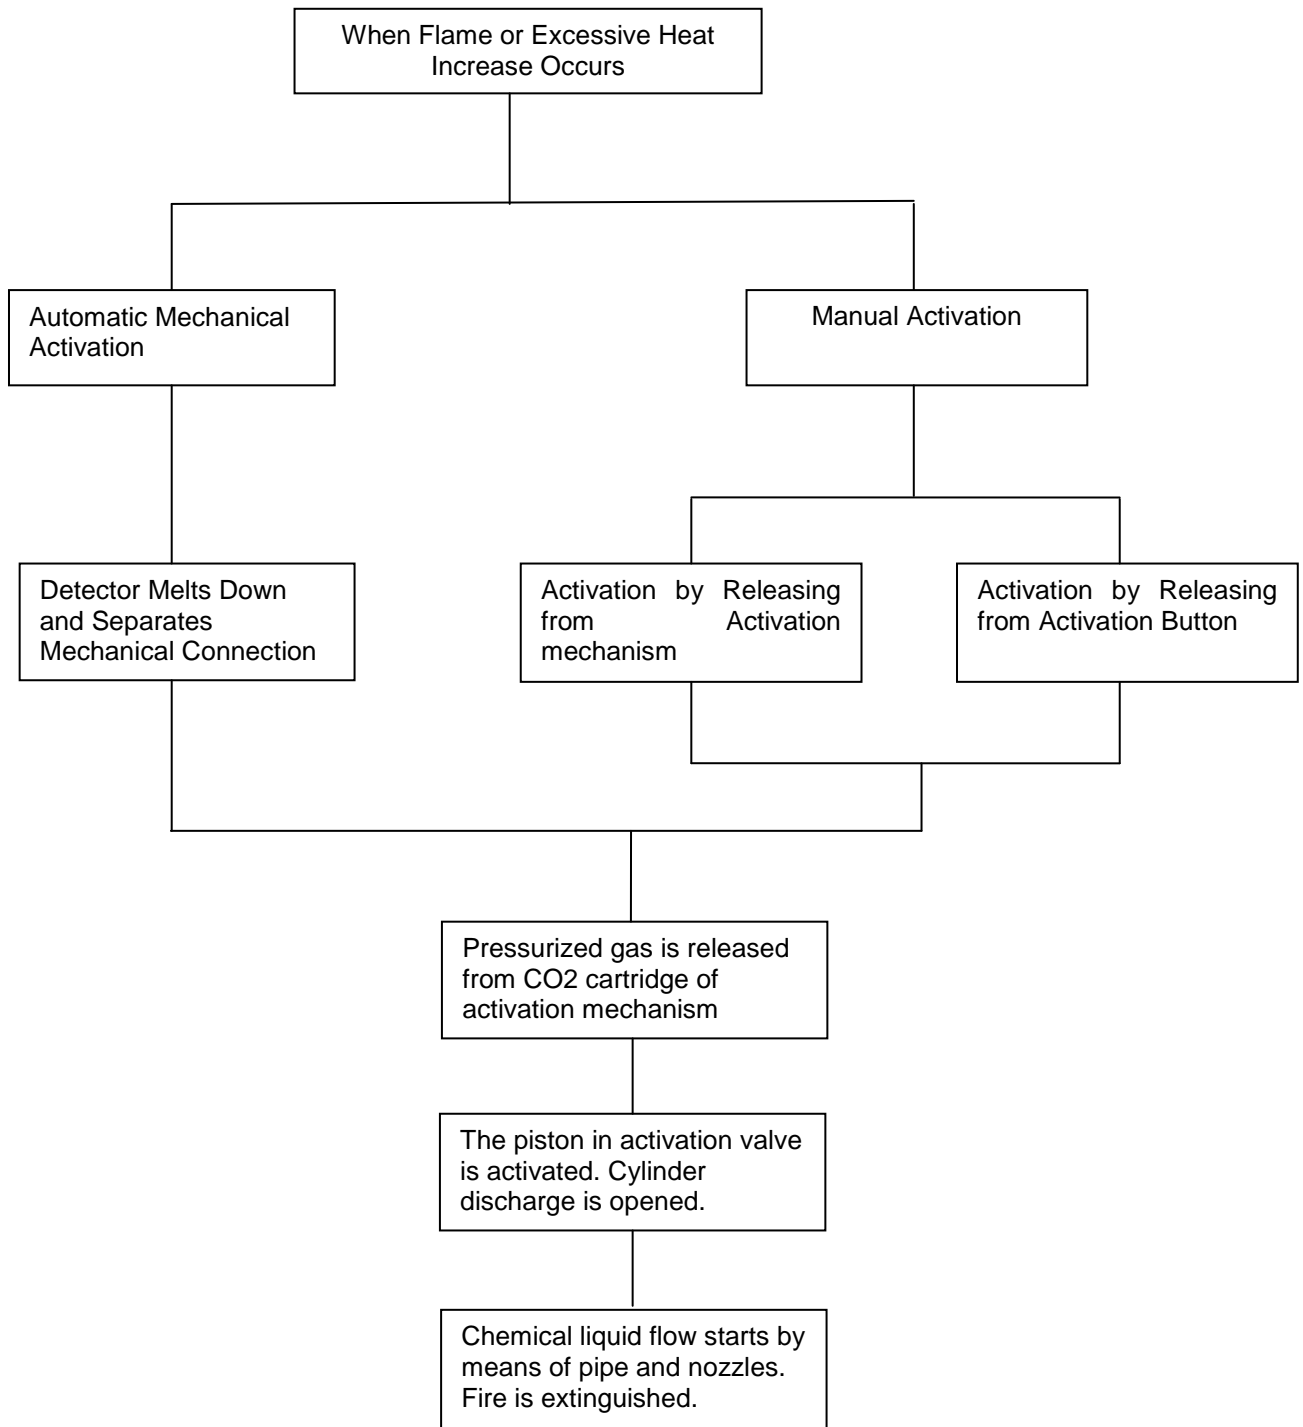 When Flame or Excessive Heat
Increase Occurs
Automatic Mechanical
Activation
Manual Activation
Detector Melts Down
and Separates
Mechanical Connection
Activation by Releasing
from Activation
mechanism
Activation by Releasing
from Activation Button
Pressurized gas is released
from CO2 cartridge of
activation mechanism
The piston in activation valve
is activated. Cylinder
discharge is opened.
Chemical liquid flow starts by
means of pipe and nozzles.
Fire is extinguished.